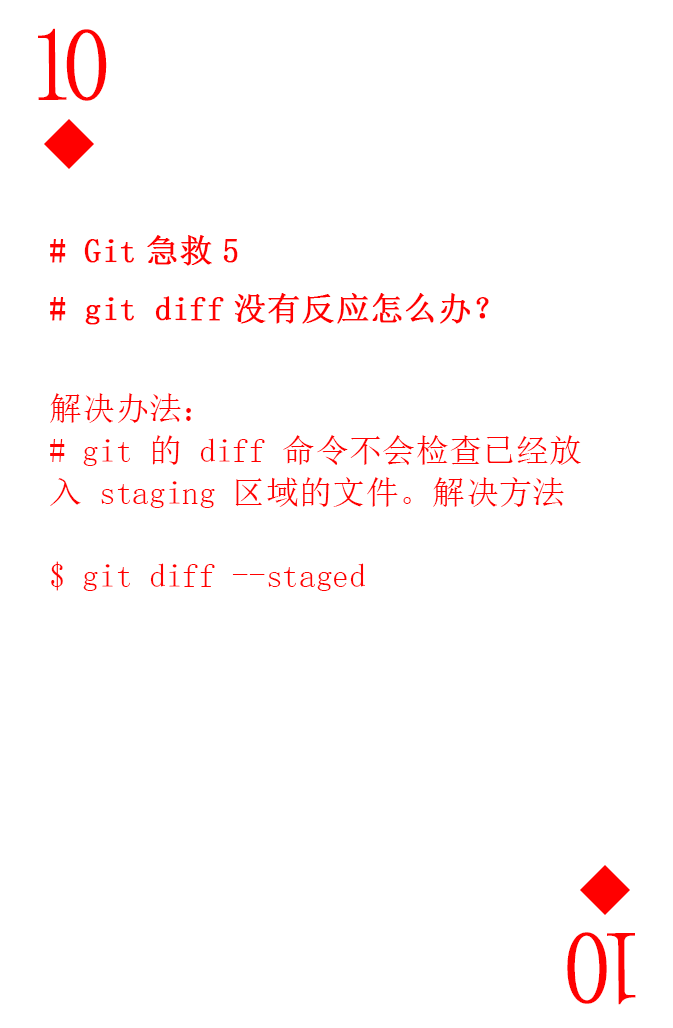 10
# Git 急救 5
# git diff 没有反应怎么办？
解决办法：
# git 的 diff 命令不会检查已经放
入 staging 区域的文件。解决方法
$ git diff --staged
10